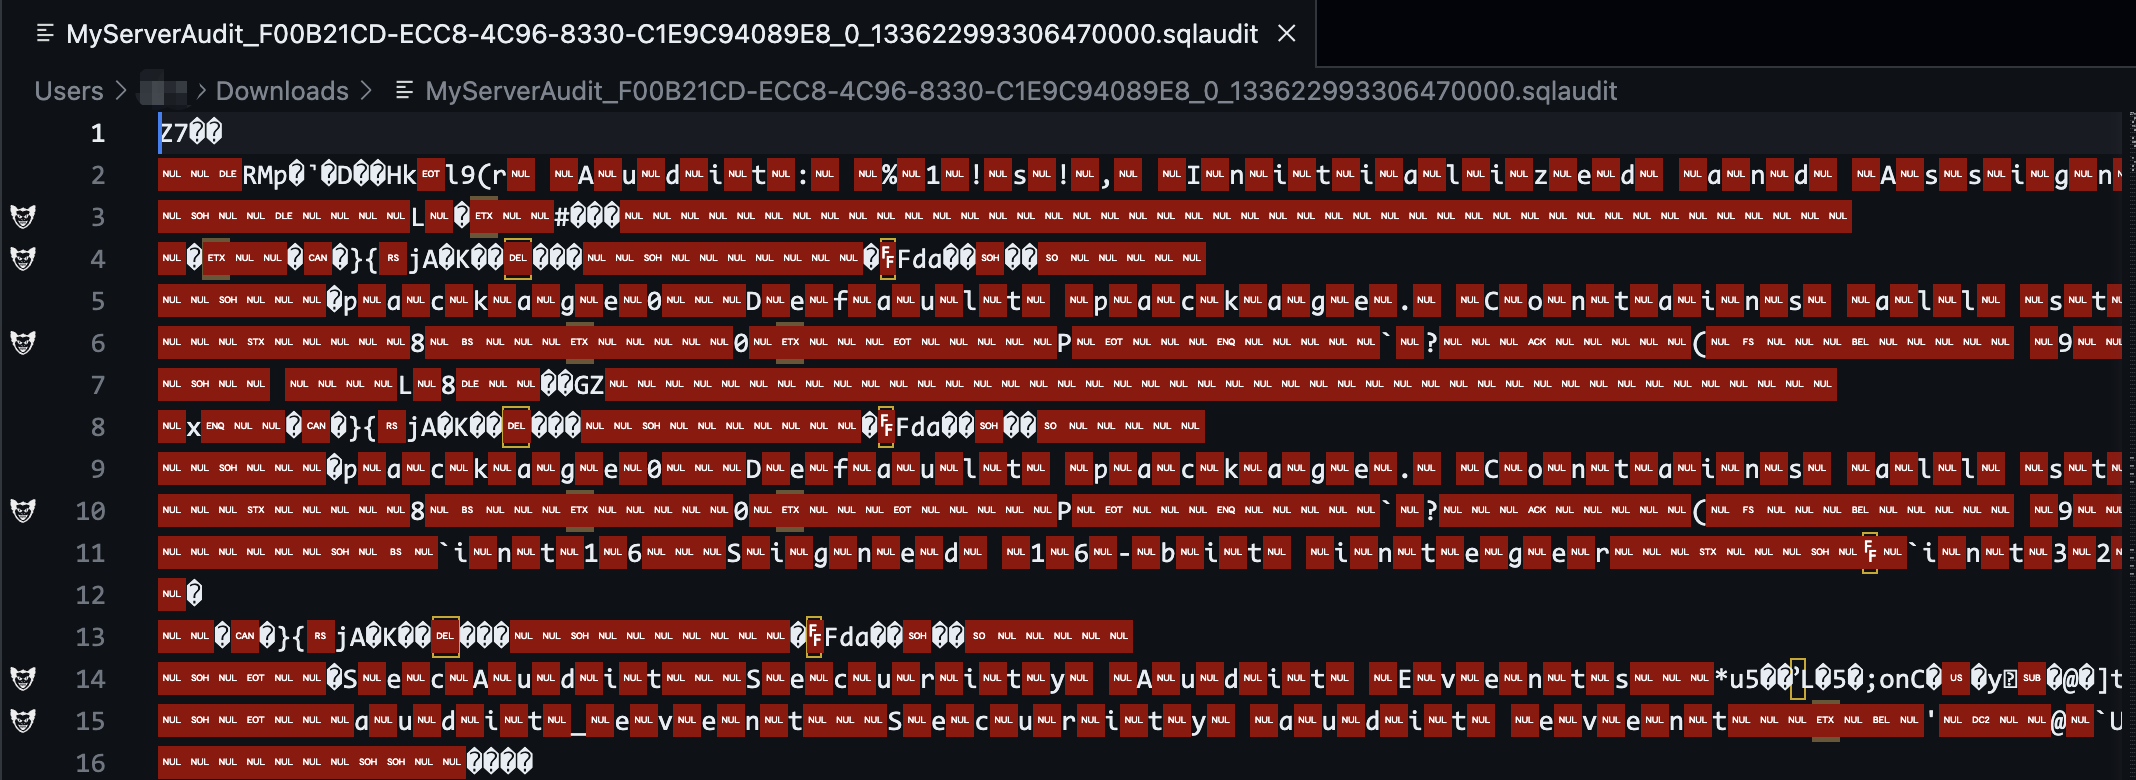 MyServerAudit_F00B21CD-ECC8-4C96-8330-C1E9C94089E8_0_133622993306470000.sqlaudit
Users > > Downloads > MyServerAudit_F00B21CD-ECC8-4C96-8330-C1E9C94089E8_0_133622993306470000.sqlaudit
1 Z7��
2 NUL NUL DLE RMp�`�D��Hk EOT l9(r NUL NUL A NUL u NUL d NUL i NUL t NUL : NUL NUL % NUL 1 NUL ! NUL s NUL ! NUL , NUL NUL I NUL n NUL i NUL t NUL i NUL a NUL l NUL i NUL z NUL e NUL d NUL NUL a NUL n NUL d NUL NUL A NUL s NUL s NUL i NUL g NUL n
3 NUL SOH NUL NUL DLE NUL NUL NUL NUL L NUL � ETX NUL NUL #��� NUL NUL NUL NUL NUL NUL NUL NUL NUL NUL NUL NUL NUL NUL NUL NUL NUL NUL NUL NUL NUL NUL NUL NUL NUL NUL NUL NUL NUL NUL NUL NUL NUL NUL NUL NUL NUL NUL NUL NUL NUL NUL NUL NUL
4 NUL � ETX NUL NUL � CAN �}{ RS jA�K�� DEL ��� NUL NUL SOH NUL NUL NUL NUL NUL NUL NUL � FF Fda�� SOH �� SO NUL NUL NUL NUL NUL
5 NUL NUL SOH NUL NUL NUL �p NUL a NUL c NUL k NUL a NUL g NUL e NUL 0 NUL NUL NUL D NUL e NUL f NUL a NUL u NUL l NUL t NUL NUL p NUL a NUL c NUL k NUL a NUL g NUL e NUL . NUL NUL C NUL o NUL n NUL t NUL a NUL i NUL n NUL s NUL NUL a NUL l NUL l NUL NUL s NUL t
6 NUL NUL NUL STX NUL NUL NUL NUL NUL 8 NUL BS NUL NUL NUL ETX NUL NUL NUL NUL NUL 0 NUL ETX NUL NUL NUL EOT NUL NUL NUL NUL NUL P NUL EOT NUL NUL NUL ENQ NUL NUL NUL NUL NUL ` NUL ? NUL NUL NUL ACK NUL NUL NUL NUL NUL ( NUL FS NUL NUL NUL BEL NUL NUL NUL NUL NUL NUL 9 NUL
7 NUL SOH NUL NUL NUL NUL NUL NUL L NUL 8 DLE NUL NUL ��GZ NUL NUL NUL NUL NUL NUL NUL NUL NUL NUL NUL NUL NUL NUL NUL NUL NUL NUL NUL NUL NUL NUL NUL NUL NUL NUL NUL NUL NUL NUL NUL NUL NUL NUL NUL NUL NUL NUL NUL NUL NUL NUL NUL NUL
8 NUL x ENQ NUL NUL � CAN �}{ RS jA�K�� DEL ��� NUL NUL SOH NUL NUL NUL NUL NUL NUL NUL � FF Fda�� SOH �� SO NUL NUL NUL NUL NUL
9 NUL NUL SOH NUL NUL NUL �p NUL a NUL c NUL k NUL a NUL g NUL e NUL 0 NUL NUL NUL D NUL e NUL f NUL a NUL u NUL l NUL t NUL NUL p NUL a NUL c NUL k NUL a NUL g NUL e NUL . NUL NUL C NUL o NUL n NUL t NUL a NUL i NUL n NUL s NUL NUL a NUL l NUL l NUL NUL s NUL t
10 NUL NUL NUL STX NUL NUL NUL NUL NUL 8 NUL BS NUL NUL NUL ETX NUL NUL NUL NUL NUL 0 NUL ETX NUL NUL NUL EOT NUL NUL NUL NUL NUL P NUL EOT NUL NUL NUL ENQ NUL NUL NUL NUL NUL ` NUL ? NUL NUL NUL ACK NUL NUL NUL NUL NUL ( NUL FS NUL NUL NUL BEL NUL NUL NUL NUL NUL NUL 9 NUL
11 NUL NUL NUL NUL NUL NUL SOH NUL BS NUL `i NUL n NUL t NUL 1 NUL 6 NUL NUL NUL S NUL i NUL g NUL n NUL e NUL d NUL NUL 1 NUL 6 NUL - NUL b NUL i NUL t NUL NUL i NUL n NUL t NUL e NUL g NUL e NUL r NUL NUL NUL STX NUL NUL NUL SOH NUL FF NUL `i NUL n NUL t NUL 3 NUL 2
12 NUL �
13 NUL NUL � CAN �}{ RS jA�K�� DEL ��� NUL NUL SOH NUL NUL NUL NUL NUL NUL NUL � FF Fda�� SOH �� SO NUL NUL NUL NUL NUL
14 NUL SOH NUL EOT NUL NUL �S NUL e NUL c NUL A NUL u NUL d NUL i NUL t NUL NUL NUL S NUL e NUL c NUL u NUL r NUL i NUL t NUL y NUL NUL A NUL u NUL d NUL i NUL t NUL NUL E NUL v NUL e NUL n NUL t NUL s NUL NUL NUL *u5��’L�5�;onC� US �y SUB �@�]t
15 NUL SOH NUL EOT NUL NUL NUL a NUL u NUL d NUL i NUL t NUL _ NUL e NUL v NUL e NUL n NUL t NUL NUL NUL S NUL e NUL c NUL u NUL r NUL i NUL t NUL y NUL NUL a NUL u NUL d NUL i NUL t NUL NUL e NUL v NUL e NUL n NUL t NUL NUL NUL ETX NUL BEL NUL ' NUL DC2 NUL NUL @ NUL `U
16 NUL NUL NUL NUL NUL NUL NUL SOH SOH NUL NUL ����